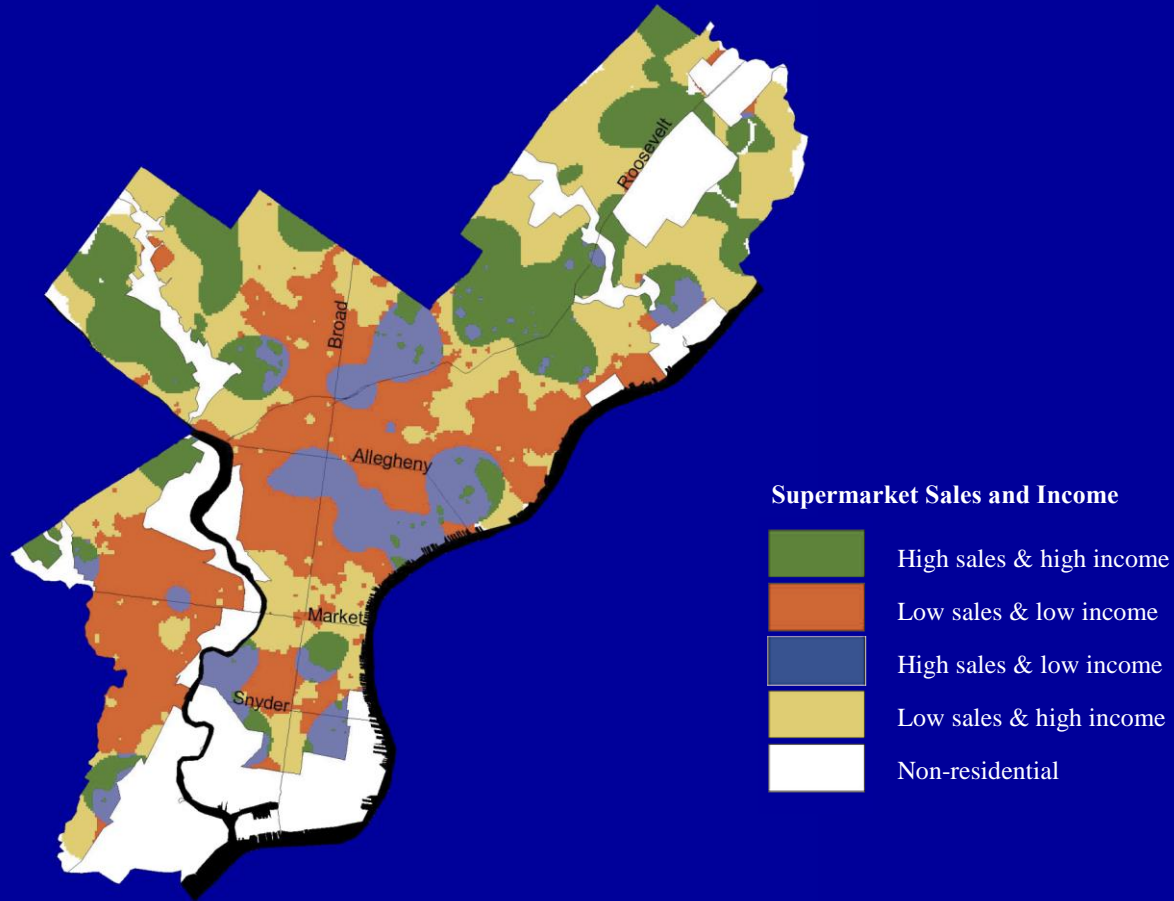 Roosevelt
Broad
Allegheny
Market
Snyder
Supermarket Sales and Income
High sales & high income
Low sales & low income
High sales & low income
Low sales & high income
Non-residential